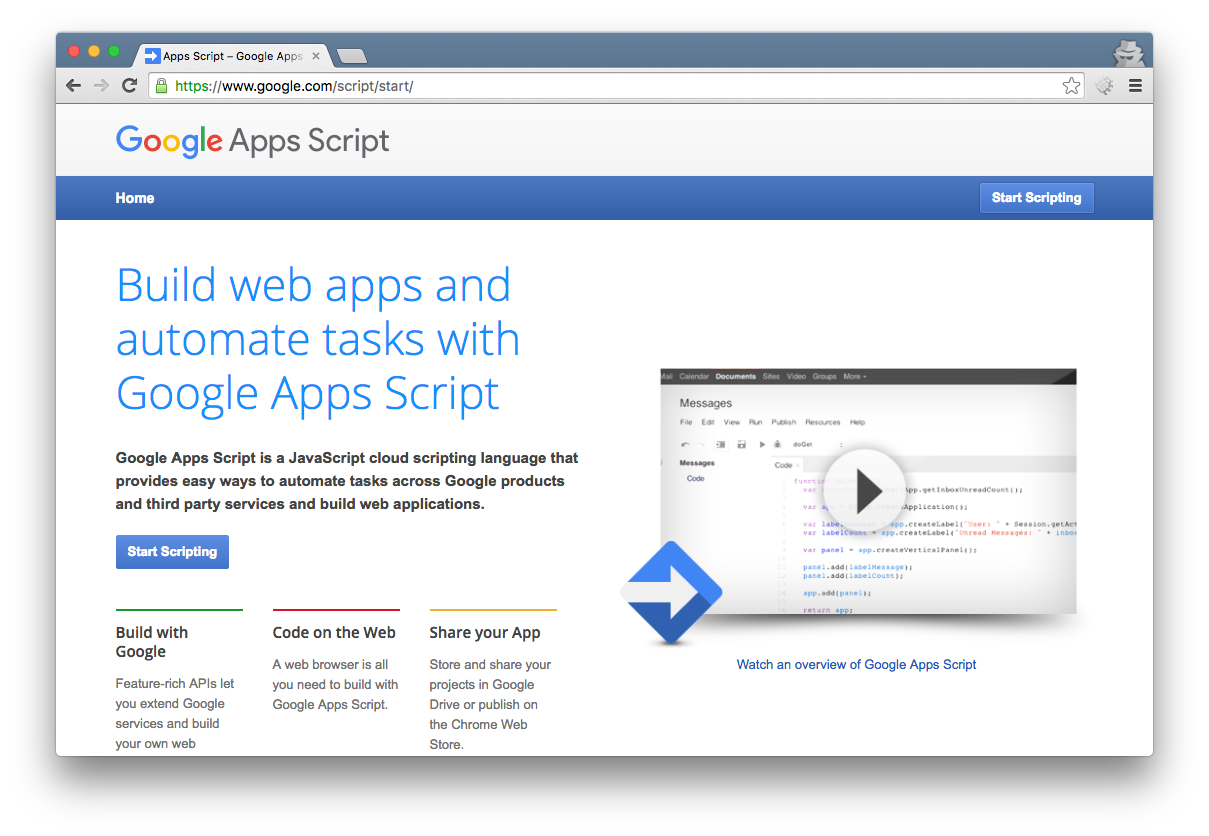 Apps Script – Google Apps
https://www.google.com/script/start/
Google Apps Script
Home
Start Scripting
Build web apps and
automate tasks with
Google Apps Script
Google Apps Script is a JavaScript cloud scripting language that
provides easy ways to automate tasks across Google products
and third party services and build web applications.
Start Scripting
Build with
Google
Feature-rich APIs let
you extend Google
services and build
your own web
Code on the Web
A web browser is all
you need to build with
Google Apps Script.
Share your App
Store and share your
projects in Google
Drive or publish on
the Chrome Web
Store.
Mail Calendar Documents Sites Video Groups More
Messages
File Edit View Run Publish Resources Help
doGet
Messages
Code
Code
function
var App.getInboxUnreadCount();
var Application();
var app.createLabel('User: " + Session.getAct
var labelCount = app.createLabel('Unread Messages: " + inbox
var panel = app.createVerticalPanel();
panel.add(labelMessage);
panel.add(labelCount);
app.add(panel);
return app;
Watch an overview of Google Apps Script